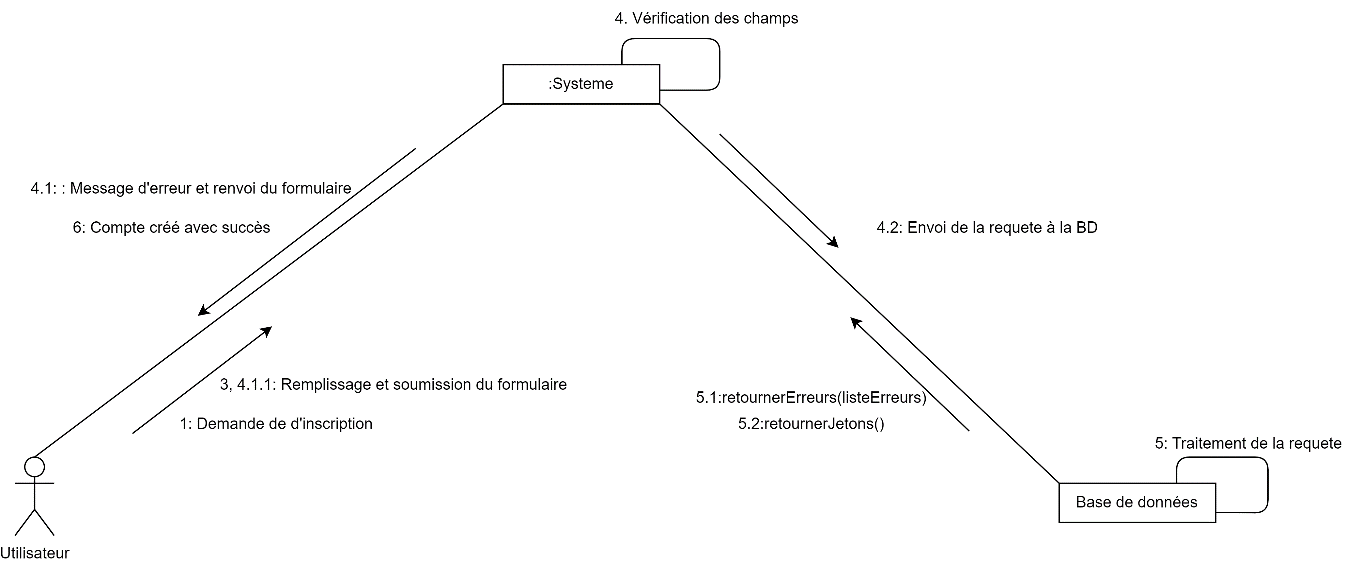 4. Vérification des champs
:Systeme
4.1: : Message d'erreur et renvoi du formulaire
6: Compte créé avec succès
4.2: Envoi de la requete à la BD
3, 4.1.1: Remplissage et soumission du formulaire
1: Demande de d'inscription
5.1:retournerErreurs(listeErreurs)
5.2:retournerJetons()
5: Traitement de la requete
Base de données
Utilisateur